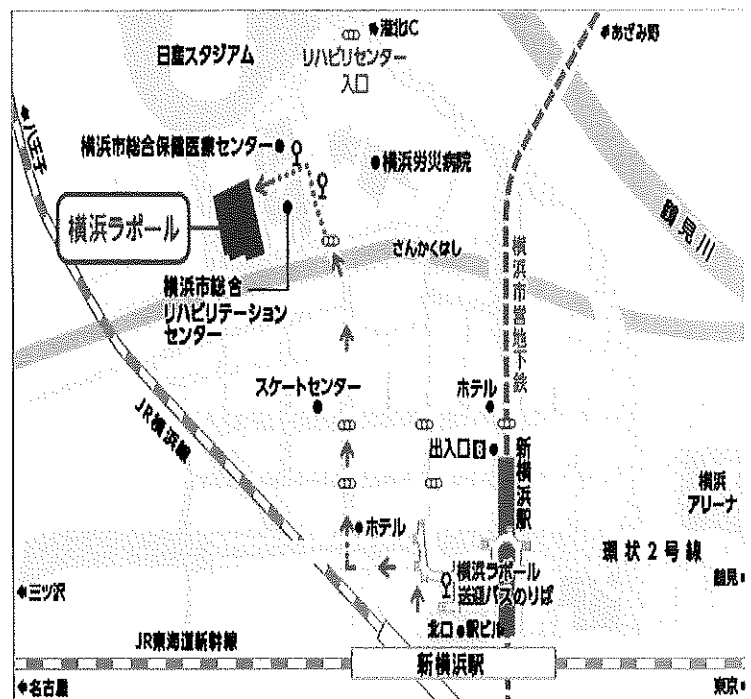 港北IC
日産スタジアム
リハビリセンター
入口
あざみ野
八王子
横浜市総合保健医療センター
横浜労災病院
横浜ラポール
鶴見川
さんかくはし
横浜市総合
リハビリテーション
センター
横浜市営地下鉄
スケートセンター
ホテル
JR横浜線
出入口
新横浜駅
横浜
アリーナ
ホテル
環状2号線
横浜ラポール
送迎バスのりば
鶴見
三ツ沢
北口
駅ビル
JR東海道新幹線
新横浜駅
名古屋
東京